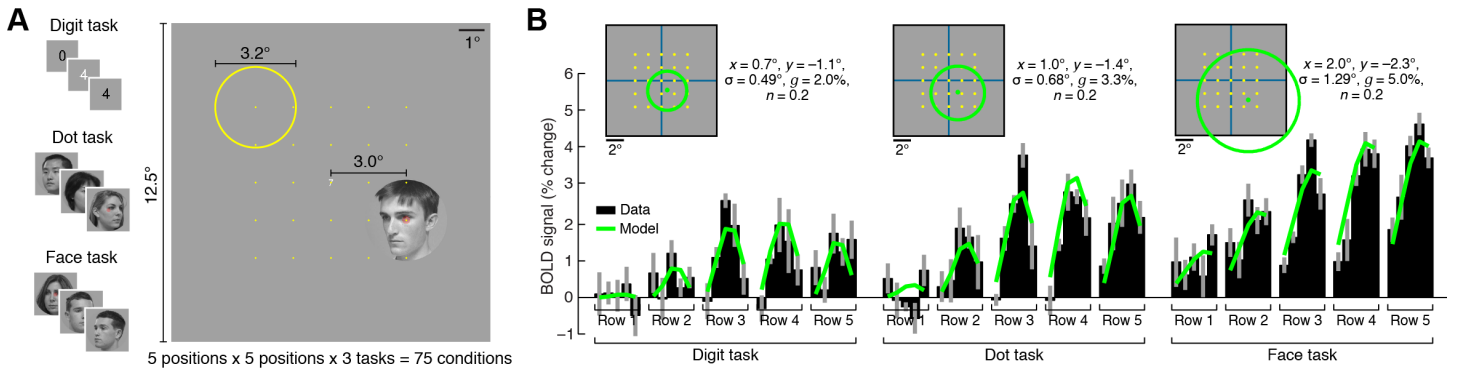 A
Digit task
0
4
4
Dot task
Face task
3.2°
1°
12.5°
3.0°
7
5 positions x 5 positions x 3 tasks = 75 conditions
B
BOLD signal (% change)
6
5
4
3
2
1
0
−1
2°
x = 0.7°, y = −1.1°,
σ = 0.49°, g = 2.0%,
n = 0.2
Data
Model
Row 1
Row 2
Row 3
Row 4
Row 5
Digit task
2°
x = 1.0°, y = −1.4°,
σ = 0.68°, g = 3.3%,
n = 0.2
Row 1
Row 2
Row 3
Row 4
Row 5
Dot task
2°
x = 2.0°, y = −2.3°,
σ = 1.29°, g = 5.0%,
n = 0.2
Row 1
Row 2
Row 3
Row 4
Row 5
Face task